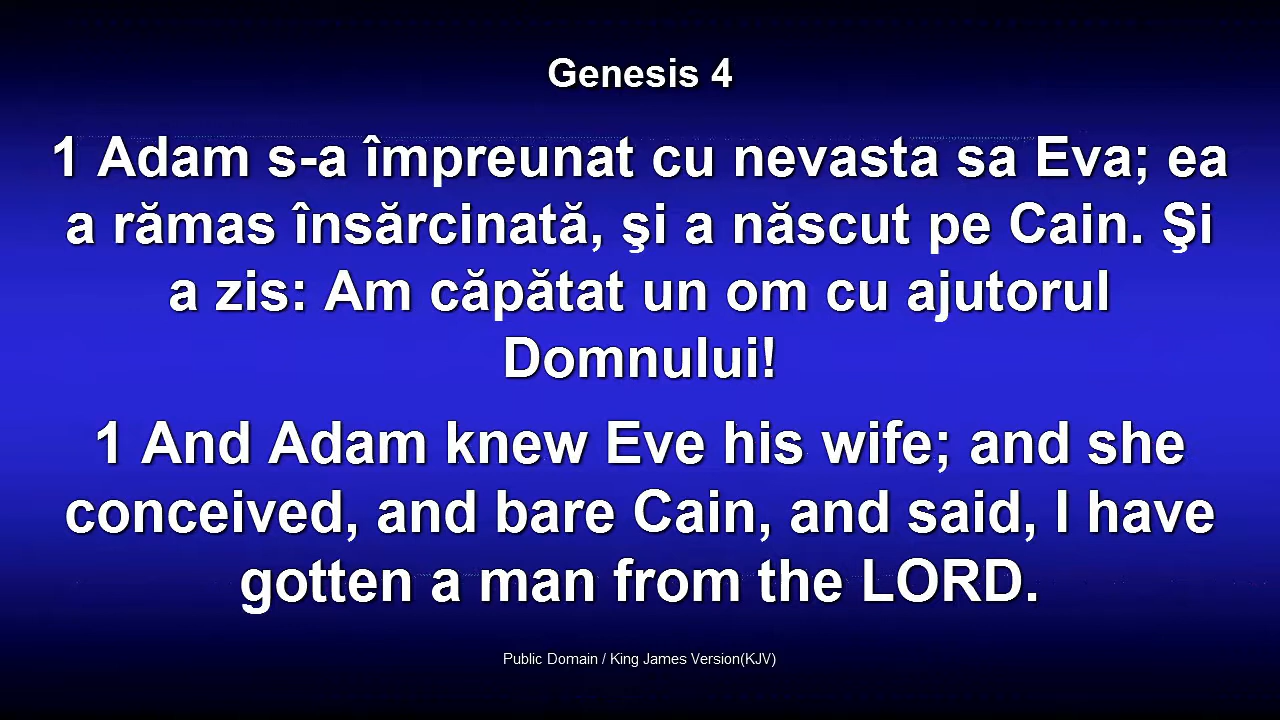 Genesis 4
1 Adam s-a împreunat cu nevasta sa Eva; ea
a rămas însărcinată, şi a născut pe Cain. Şi
a zis: Am căpătat un om cu ajutorul
Domnului!
1 And Adam knew Eve his wife; and she
conceived, and bare Cain, and said, I have
gotten a man from the LORD.
Public Domain / King James Version(KJV)